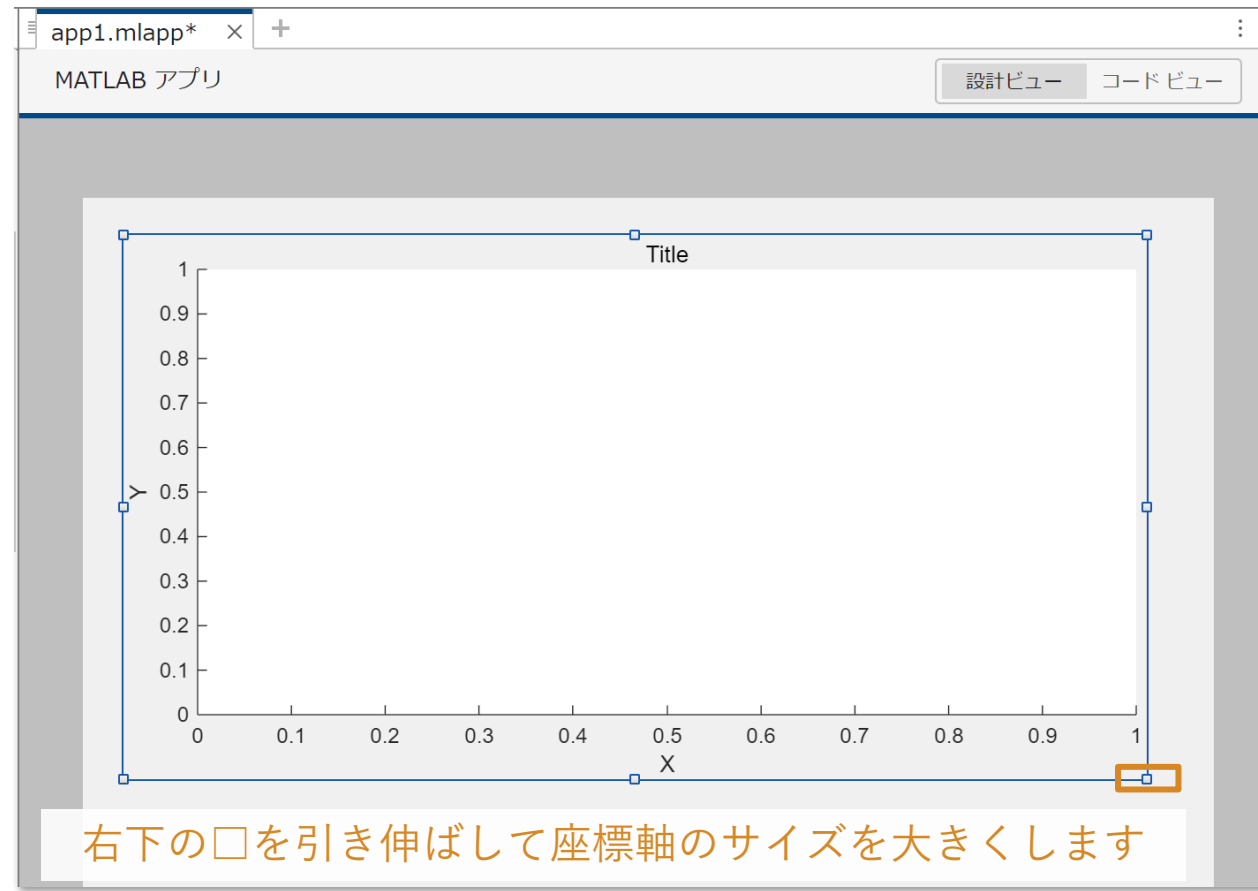 app1.mlapp*
MATLAB アプリ
設計ビュー コード ビュー
Title
1
0.9
0.8
0.7
0.6
Y 0.5
0.4
0.3
0.2
0.1
0
0 0.1 0.2 0.3 0.4 0.5 0.6 0.7 0.8 0.9 1
X
右下の□を引き伸ばして座標軸のサイズを大きくします